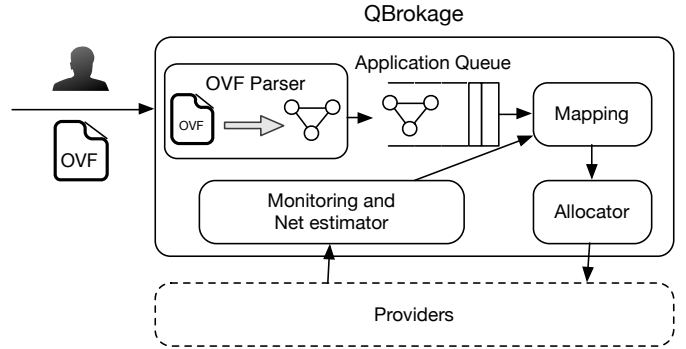 QBrokage
OVF
OVF Parser
OVF
Application Queue
Mapping
Monitoring and
Net estimator
Allocator
Providers